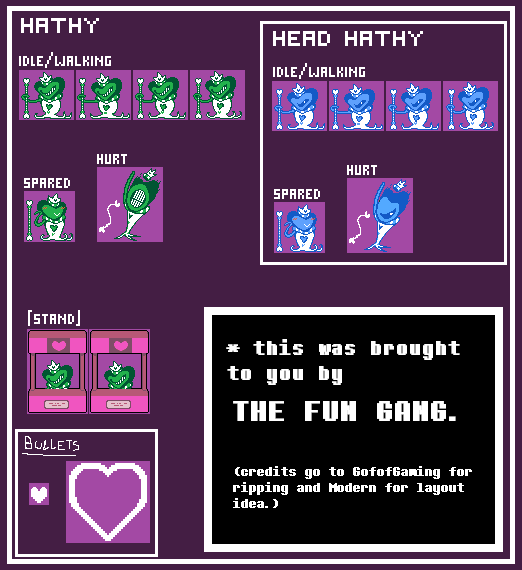 HATHY
IDLE/WALKING
SPARED
HURT
HEAD HATHY
IDLE/WALKING
SPARED
HURT
[STAND]
BULLETS
* this was brought
to you by
THE FUN GANG.
(credits go to GofofGaming for
ripping and Modern for layout
idea.)